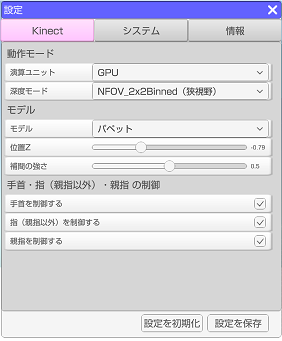 設定
Kinect システム 情報
動作モード
演算ユニット GPU
深度モード NFOV_2x2Binned（狭視野）
モデル
モデル パペット
位置Z -0.79
補間の強さ 0.5
手首・指（親指以外）・親指 の制御
手首を制御する
指（親指以外）を制御する
親指を制御する
設定を初期化 設定を保存